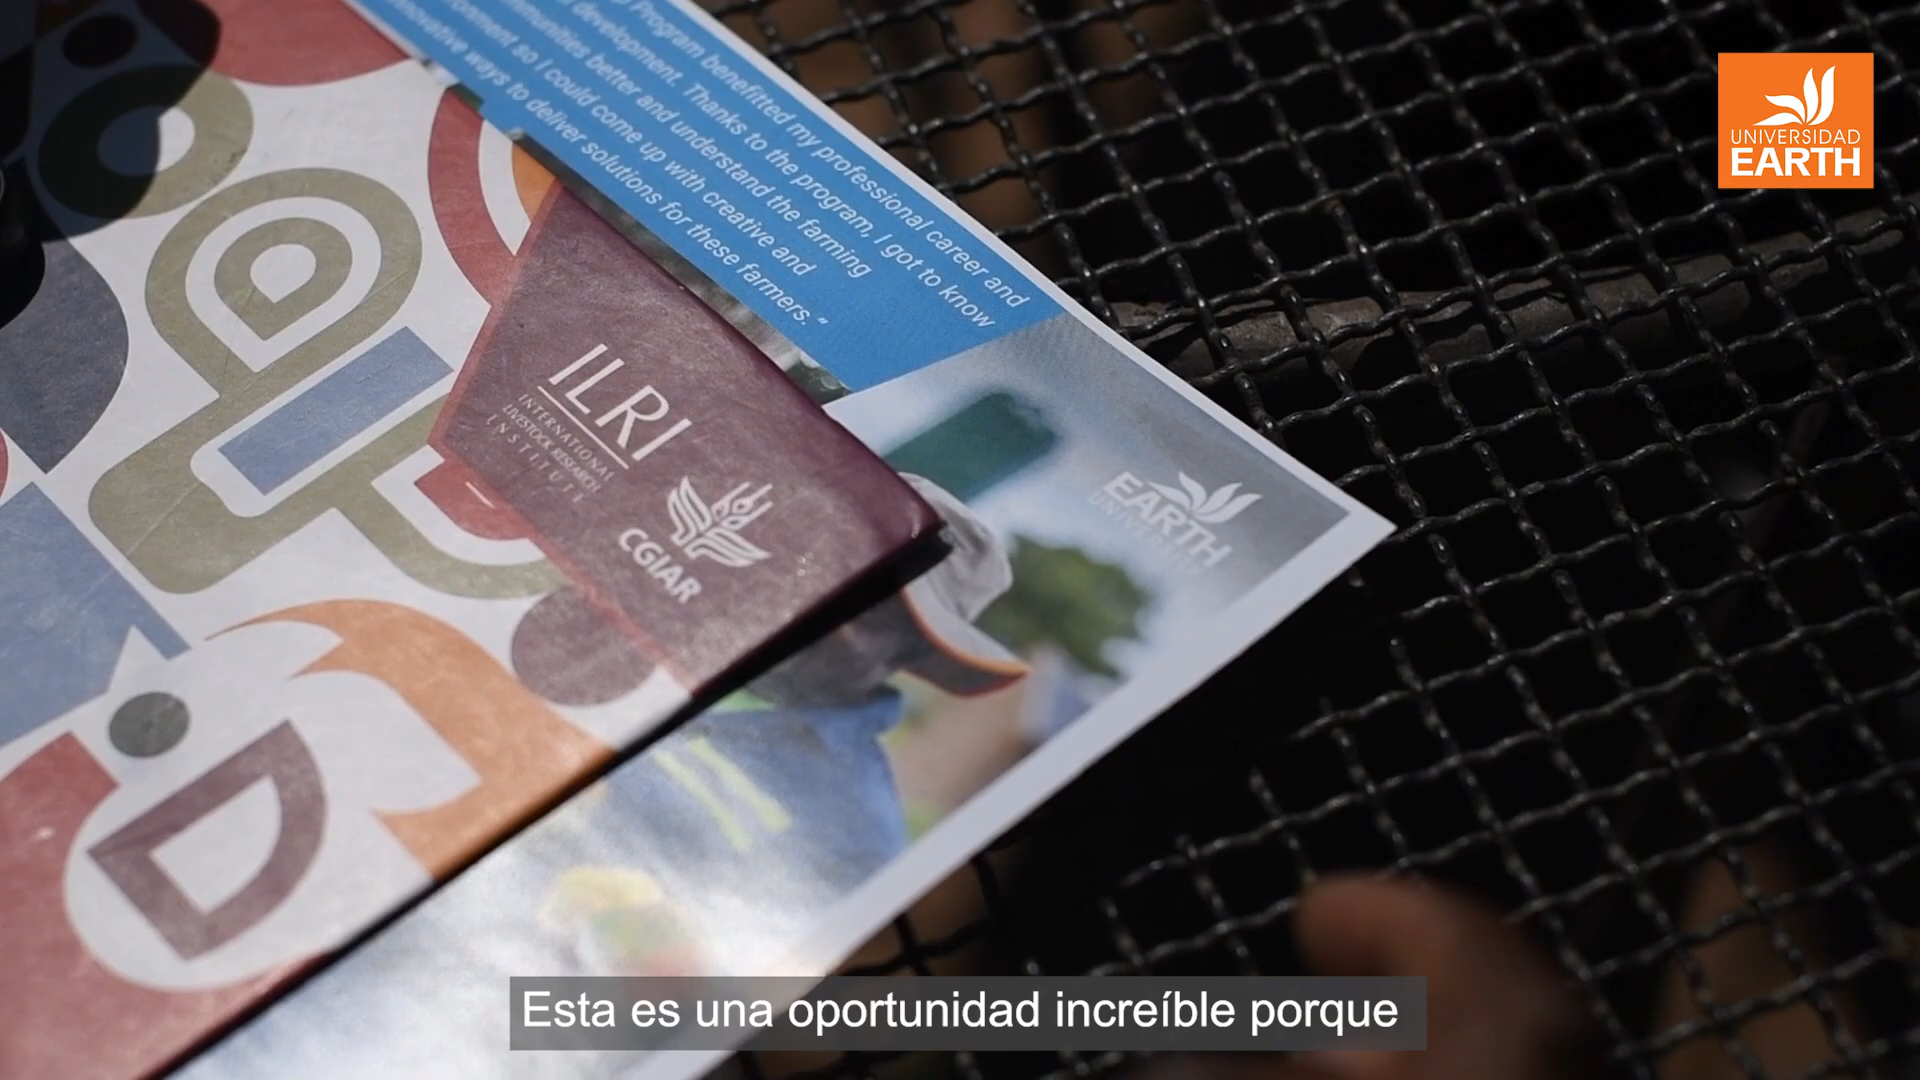 Program benefitted my professional career and
development. Thanks to the program, I got to know
communities better and understand the farming
so I could come up with creative and
ways to deliver solutions for these farmers."
ILRI
INTERNATIONAL
LIVESTOCK RESEARCH
INSTITUTE
CGIAR
EARTH
UNIVERSITY
UNIVERSIDAD
EARTH
Esta es una oportunidad increíble porque